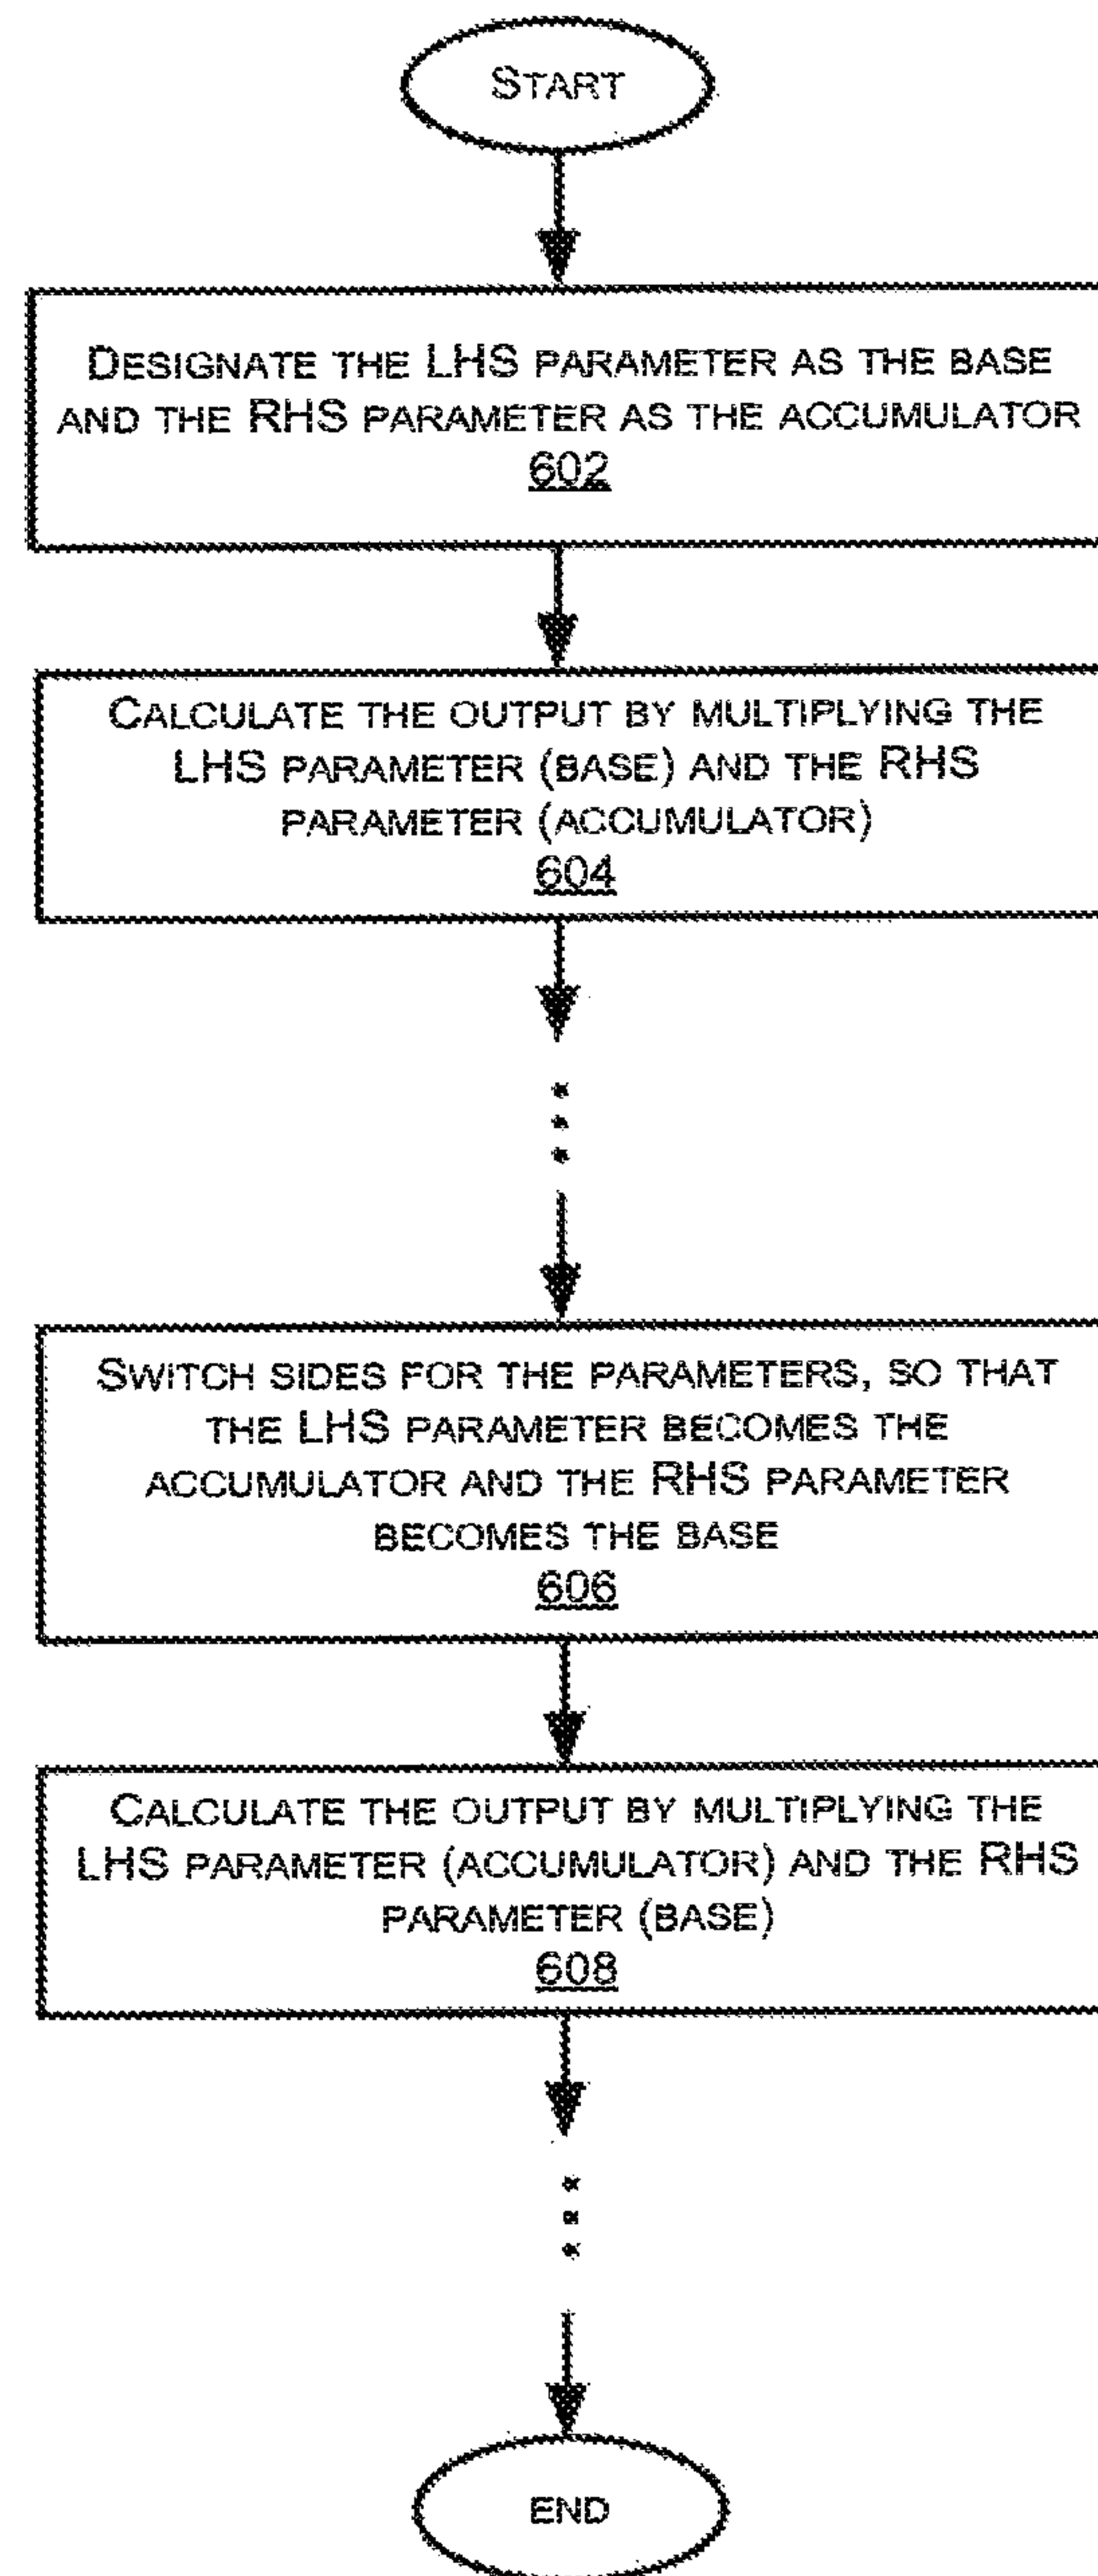 START
DESIGNATE THE LHS PARAMETER AS THE BASE
AND THE RHS PARAMETER AS THE ACCUMULATOR
602
CALCULATE THE OUTPUT BY MULTIPLYING THE
LHS PARAMETER (BASE) AND THE RHS
PARAMETER (ACCUMULATOR)
604
SWITCH SIDES FOR THE PARAMETERS, SO THAT
THE LHS PARAMETER BECOMES THE
ACCUMULATOR AND THE RHS PARAMETER
BECOMES THE BASE
606
CALCULATE THE OUTPUT BY MULTIPLYING THE
LHS PARAMETER (ACCUMULATOR) AND THE RHS
PARAMETER (BASE)
608
END